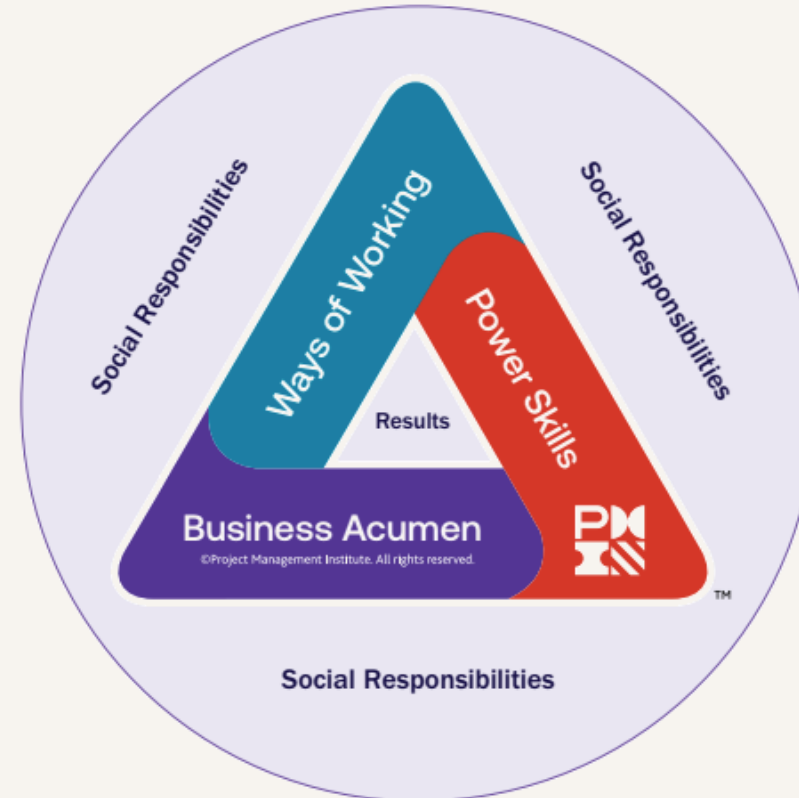 Social Responsibilities
Social Responsibilities
Ways of Working
Power Skills
Results
Business Acumen
©Project Management Institute. All rights reserved.
PM
I
TM
Social Responsibilities